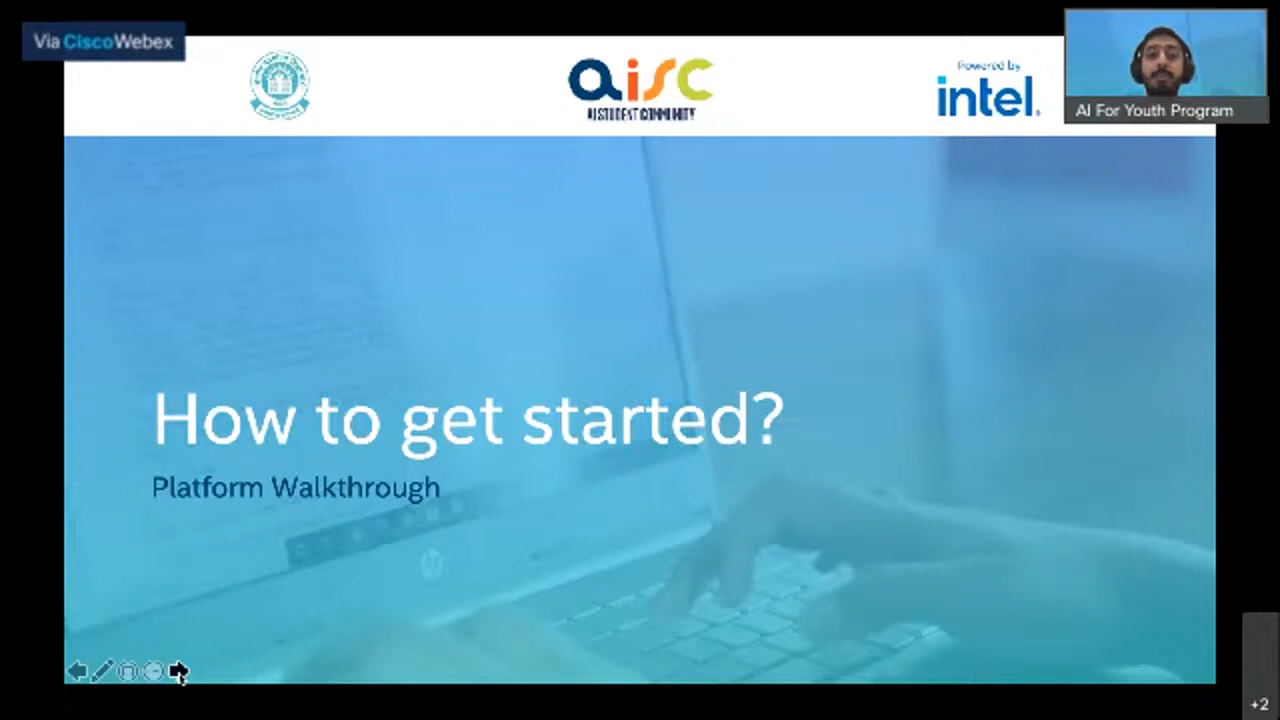 Via CiscoWebex
aisc
AI STUDENT COMMUNITY
Powered by
intel.
AI For Youth Program
How to get started?
Platform Walkthrough
hp
+2